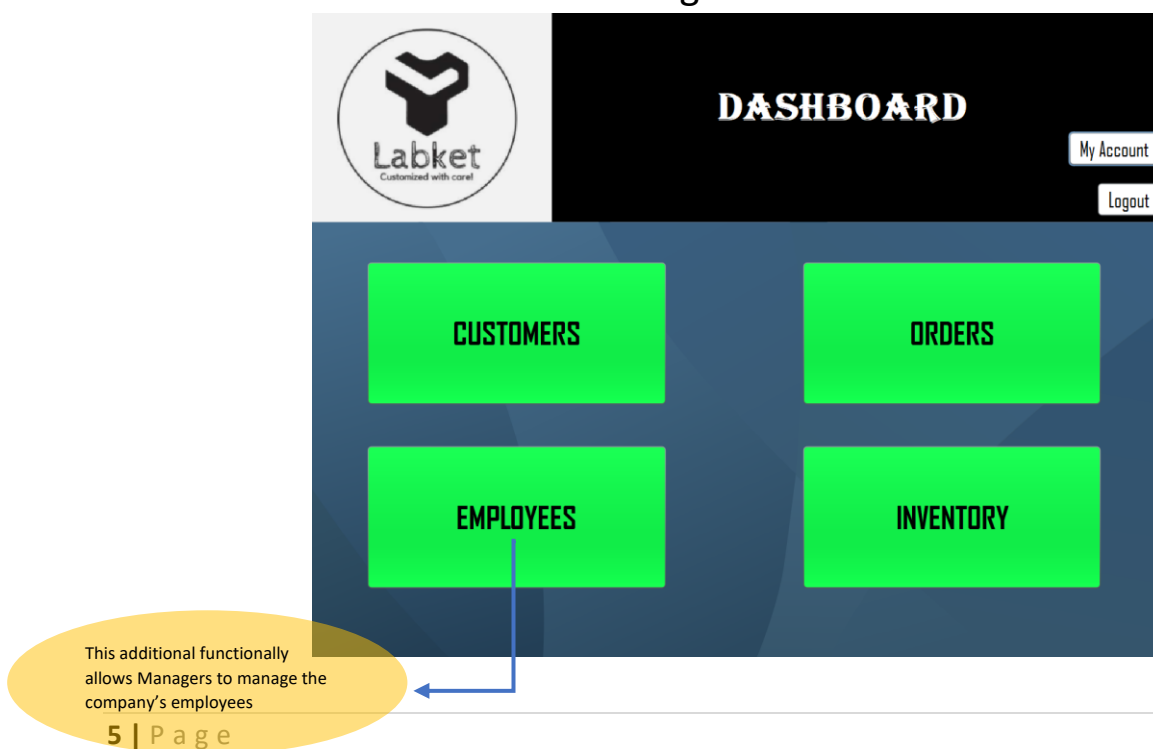 DASHBOARD
Labket
Customized with care!
My Account
Logout
CUSTOMERS
ORDERS
EMPLOYEES
INVENTORY
This additional functionally
allows Managers to manage the
company's employees
5 | P a g e